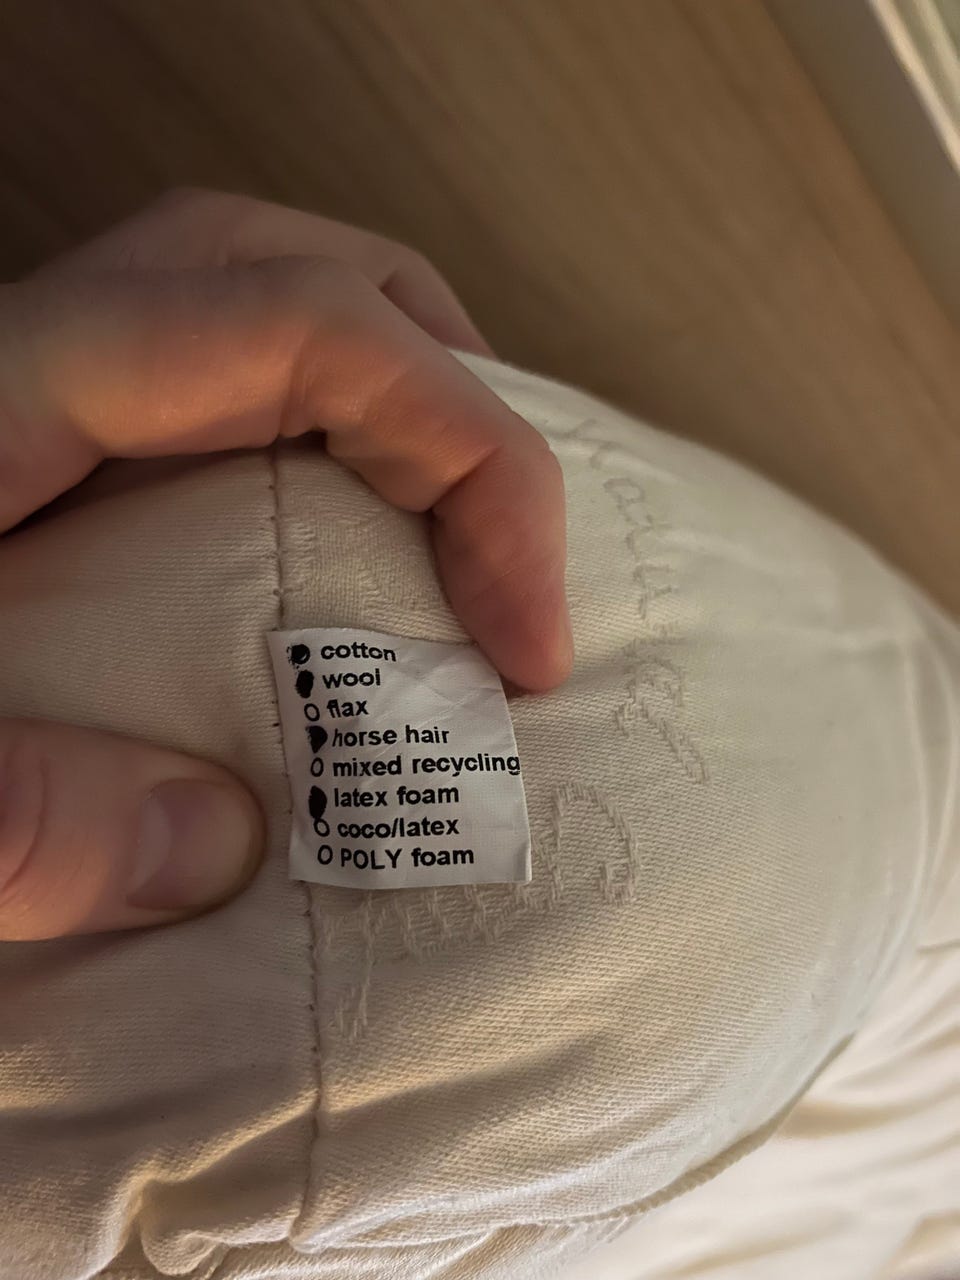 cotton
wool
flax
horse hair
mixed recycling
latex foam
coco/latex
POLY foam